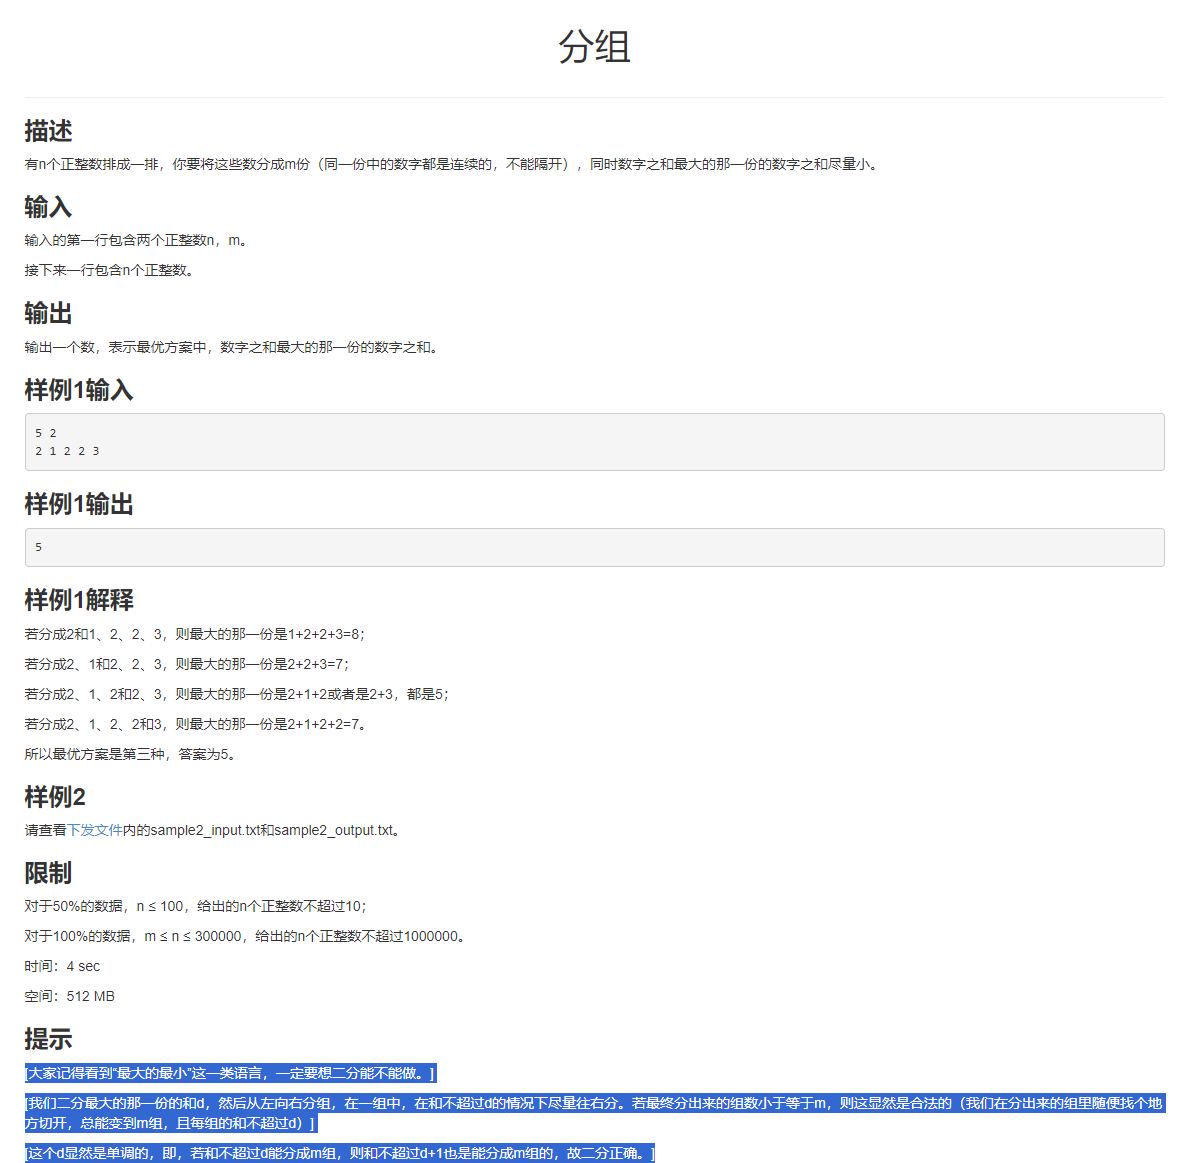 分组
描述
有n个正整数排成一排，你要将这些数分成m份（同一份中的数字都是连续的，不能隔开），同时数字之和最大的那一份的数字之和尽量小。
输入
输入的第一行包含两个正整数n，m。
接下来一行包含n个正整数。
输出
输出一个数，表示最优方案中，数字之和最大的那一份的数字之和。
样例1输入
5 2
2 1 2 2 3
样例1输出
5
样例1解释
若分成2和1、2、2、3，则最大的那一份是1+2+2+3=8；
若分成2、1和2、2、3，则最大的那一份是2+2+3=7；
若分成2、1、2和2、3，则最大的那一份是2+1+2或者是2+3，都是5；
若分成2、1、2、2和3，则最大的那一份是2+1+2+2=7。
所以最优方案是第三种，答案为5。
样例2
请查看下发文件内的sample2_input.txt和sample2_output.txt。
限制
对于50%的数据，n ≤ 100，给出的n个正整数不超过10；
对于100%的数据，m ≤ n ≤ 300000，给出的n个正整数不超过1000000。
时间：4 sec
空间：512 MB
提示
[大家记得看到“最大的最小”这一类语言，一定要想二分能不能做。]
[我们二分最大的那一份的和d，然后从左向右分组，在一组中，在和不超过d的情况下尽量往右分。若最终分出来的组数小于等于m，则这显然是合法的（我们在分出来的组里随便找个地
方切开，总能变到m组，且每组的和不超过d）]
[这个d显然是单调的，即，若和不超过d能分成m组，则和不超过d+1也是能分成m组的，故二分正确。]